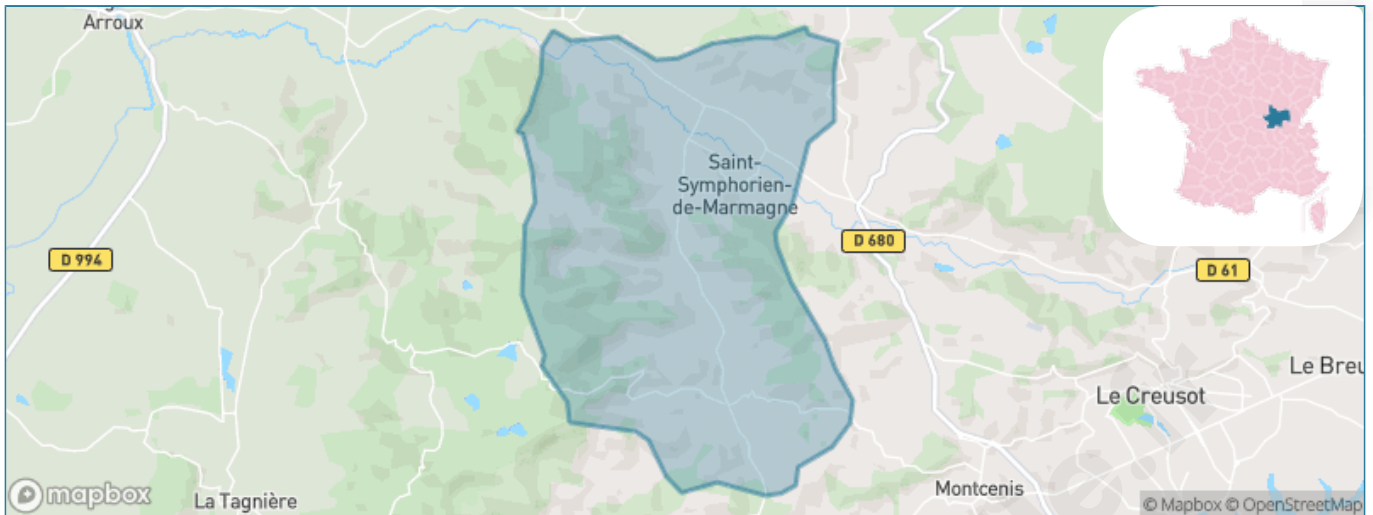 Arroux
Saint-
Symphorien-
de-Marmagne
D 680
D 994
D 61
Le Breu
Le Creusot
Montcenis
La Tagnière
mapbox
© Mapbox © OpenStreetMap